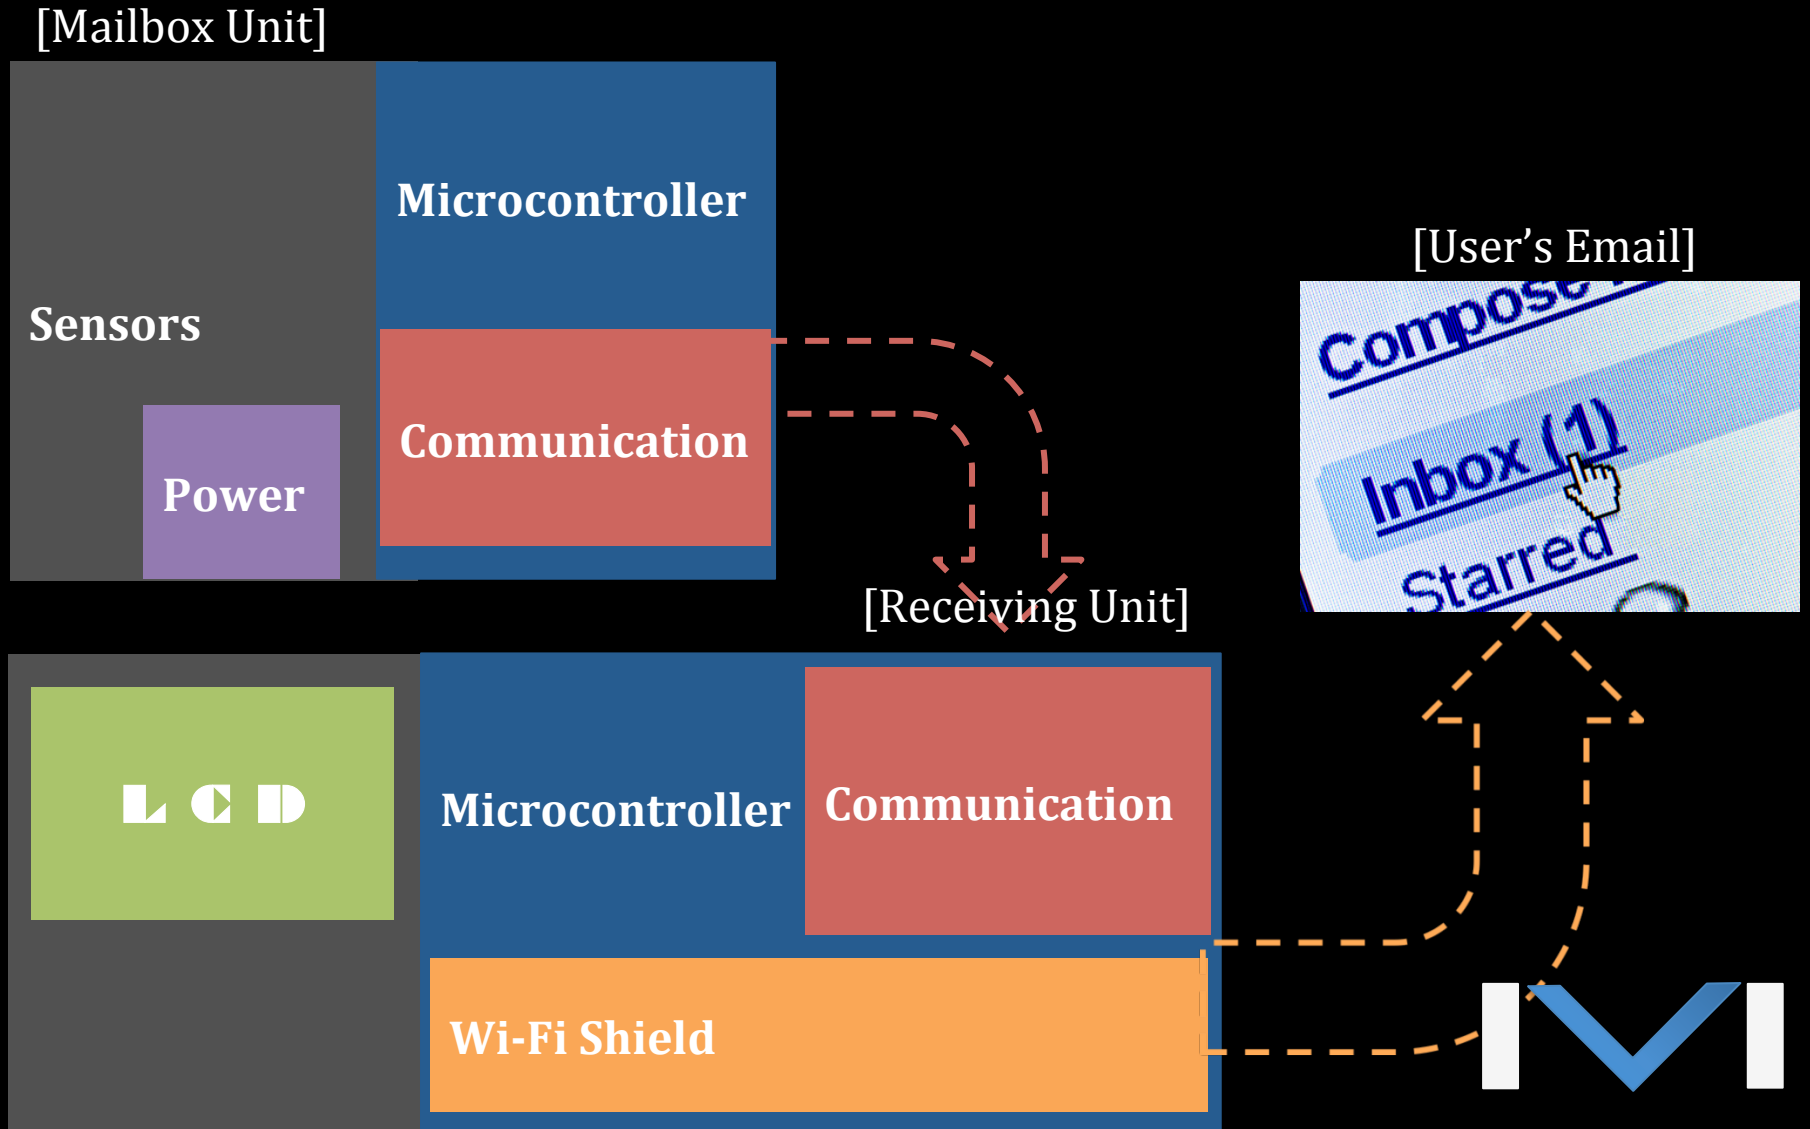 [Mailbox Unit]
Microcontroller
Sensors
Communication
Power
[User’s Email]
Compose
Inbox (1)
Starred
[Receiving Unit]
LCD
Microcontroller
Communication
Wi-Fi Shield